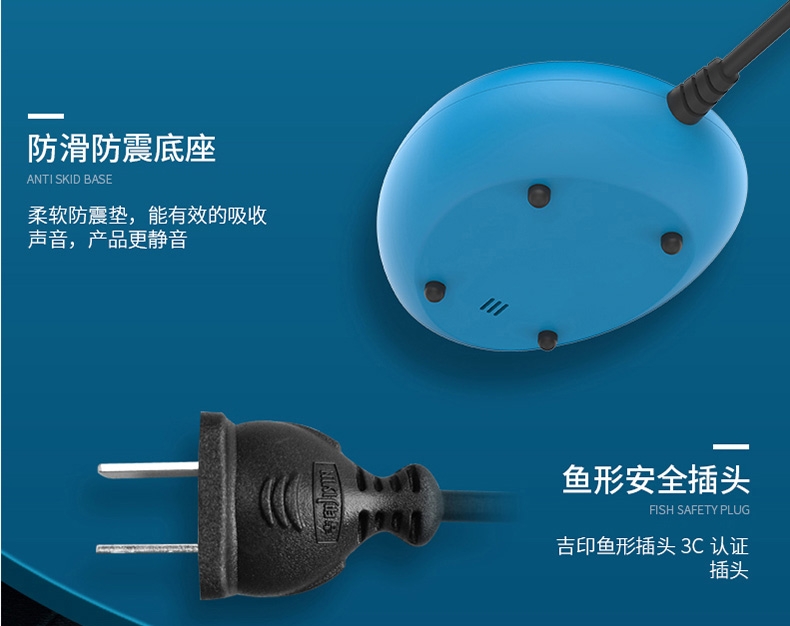 防滑防震底座
ANTI SKID BASE
柔软防震垫，能有效的吸收
声音，产品更静音
鱼形安全插头
FISH SAFETY PLUG
吉印鱼形插头 3C 认证
插头